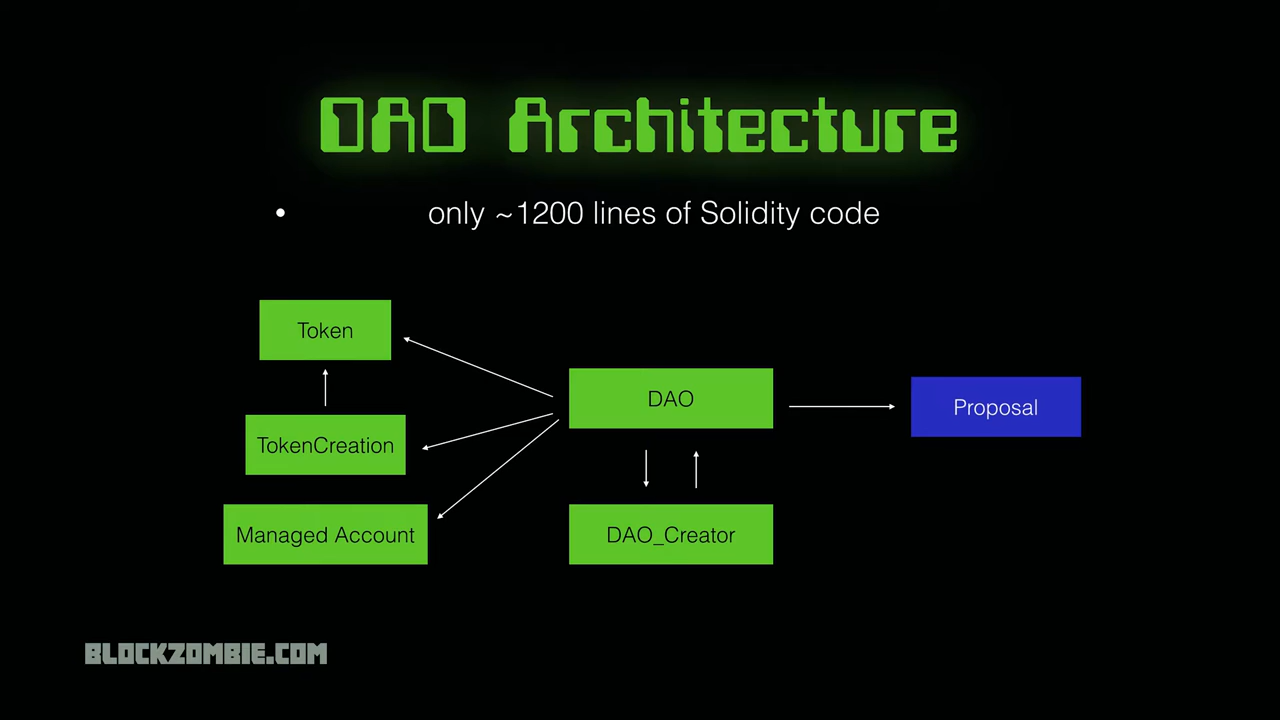 DAO Architecture
• only ~1200 lines of Solidity code
Token
DAO
Proposal
TokenCreation
Managed Account
DAO_Creator
BLOCKZOMBIE.COM